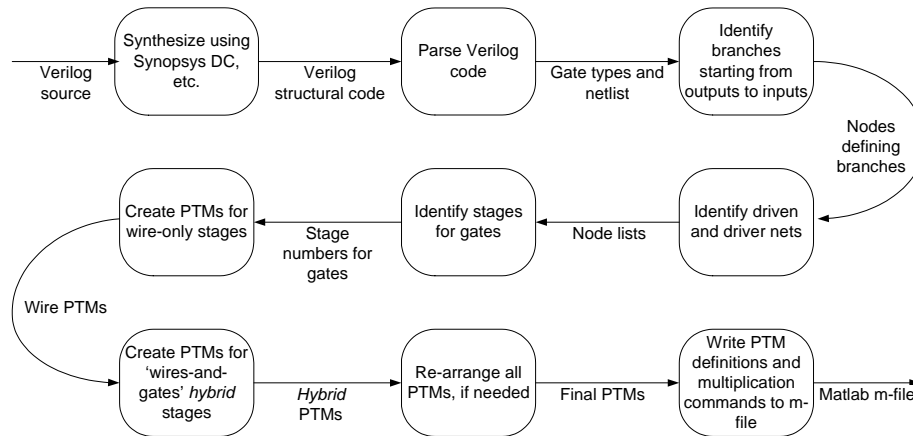 Synthesize using
Synopsys DC,
etc.
Verilog
source
Verilog
structural code
Parse Verilog
code
Gate types and
netlist
Identify
branches
starting from
outputs to inputs
Nodes
defining
branches
Identify driven
and driver nets
Node lists
Identify stages
for gates
Stage
numbers for
gates
Create PTMs for
wire-only stages
Wire PTMs
Create PTMs for
‘wires-and-
gates’ hybrid
stages
Hybrid
PTMs
Re-arrange all
PTMs, if needed
Final PTMs
Write PTM
definitions and
multiplication
commands to m-
file
Matlab m-file